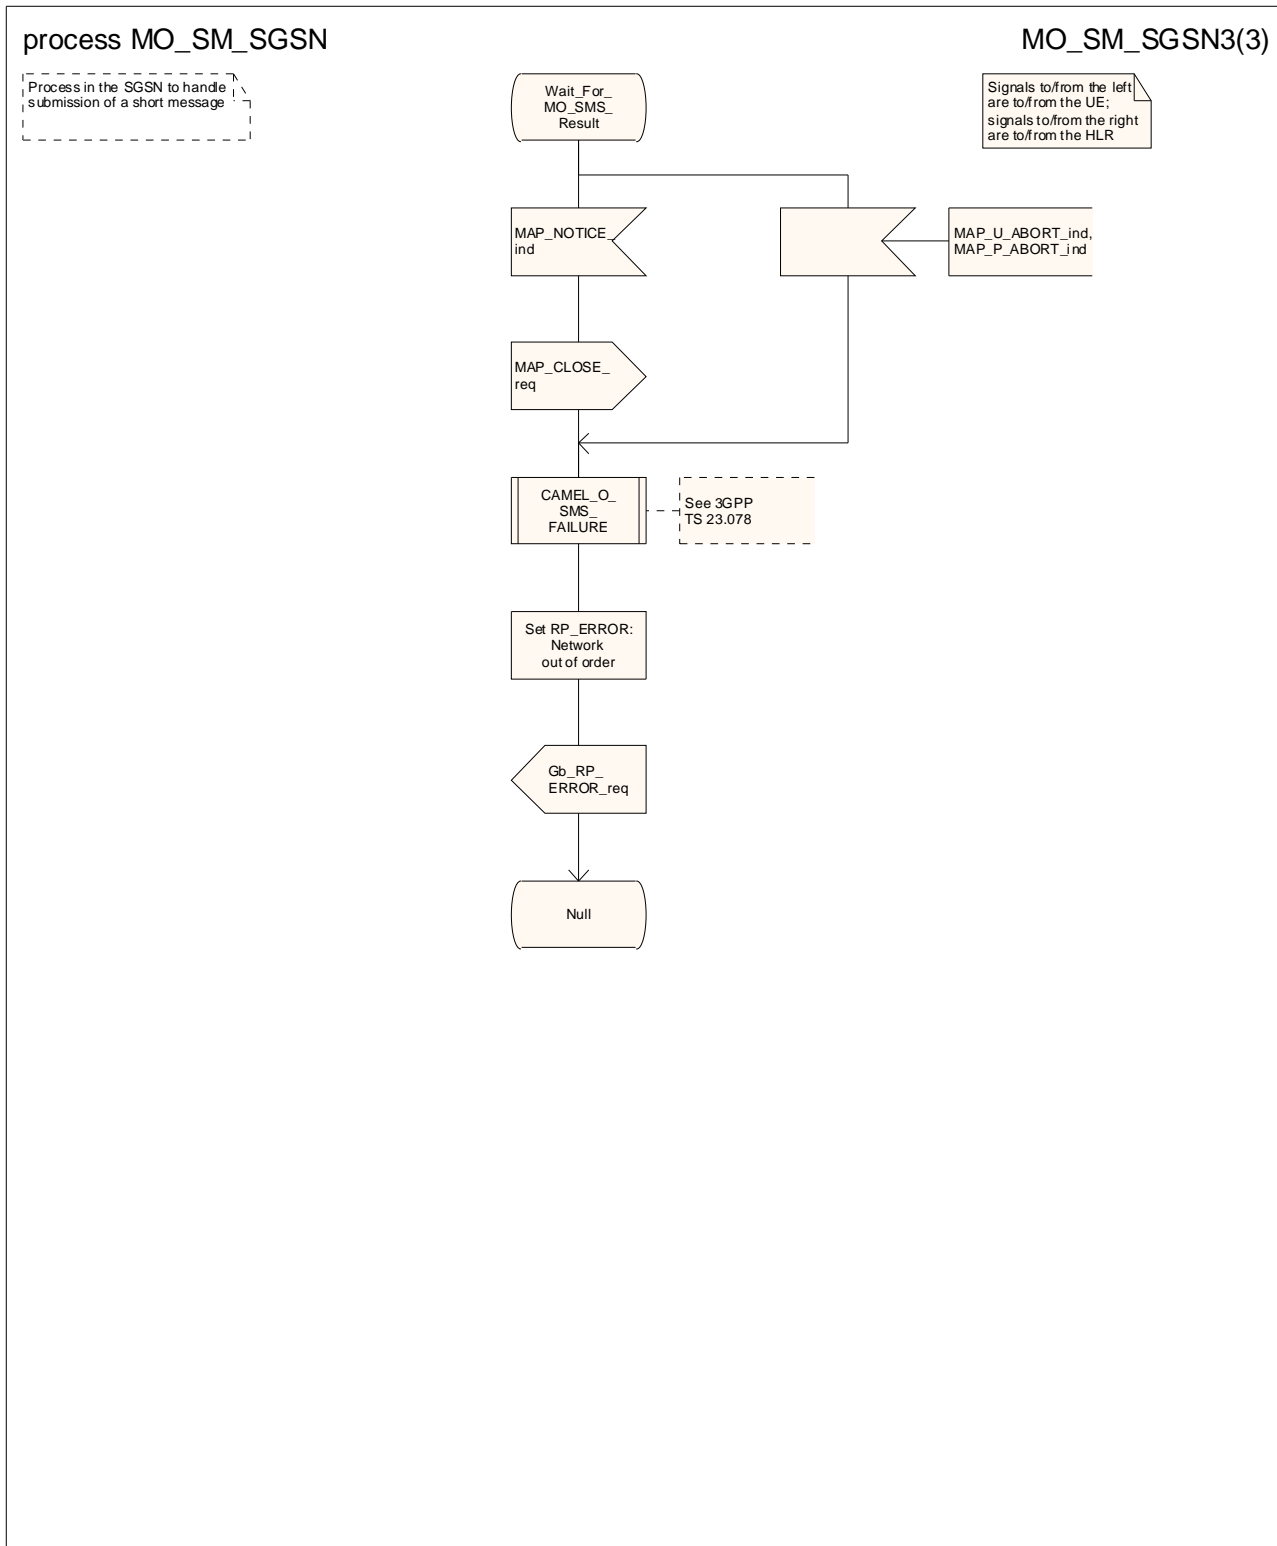 process MO_SM_SGSN
MO_SM_SGSN3(3)
Process in the SGSN to handle
submission of a short message
Wait_For_
MO_SMS_
Result
Signals to/from the left
are to/from the UE;
signals to/from the right
are to/from the HLR
MAP_NOTICE_
ind
MAP_U_ABORT_ind,
MAP_P_ABORT_ind
MAP_CLOSE_
req
CAMEL_O_
SMS_
FAILURE
See 3GPP
TS 23.078
Set RP_ERROR:
Network
out of order
Gb_RP_
ERROR_req
Null